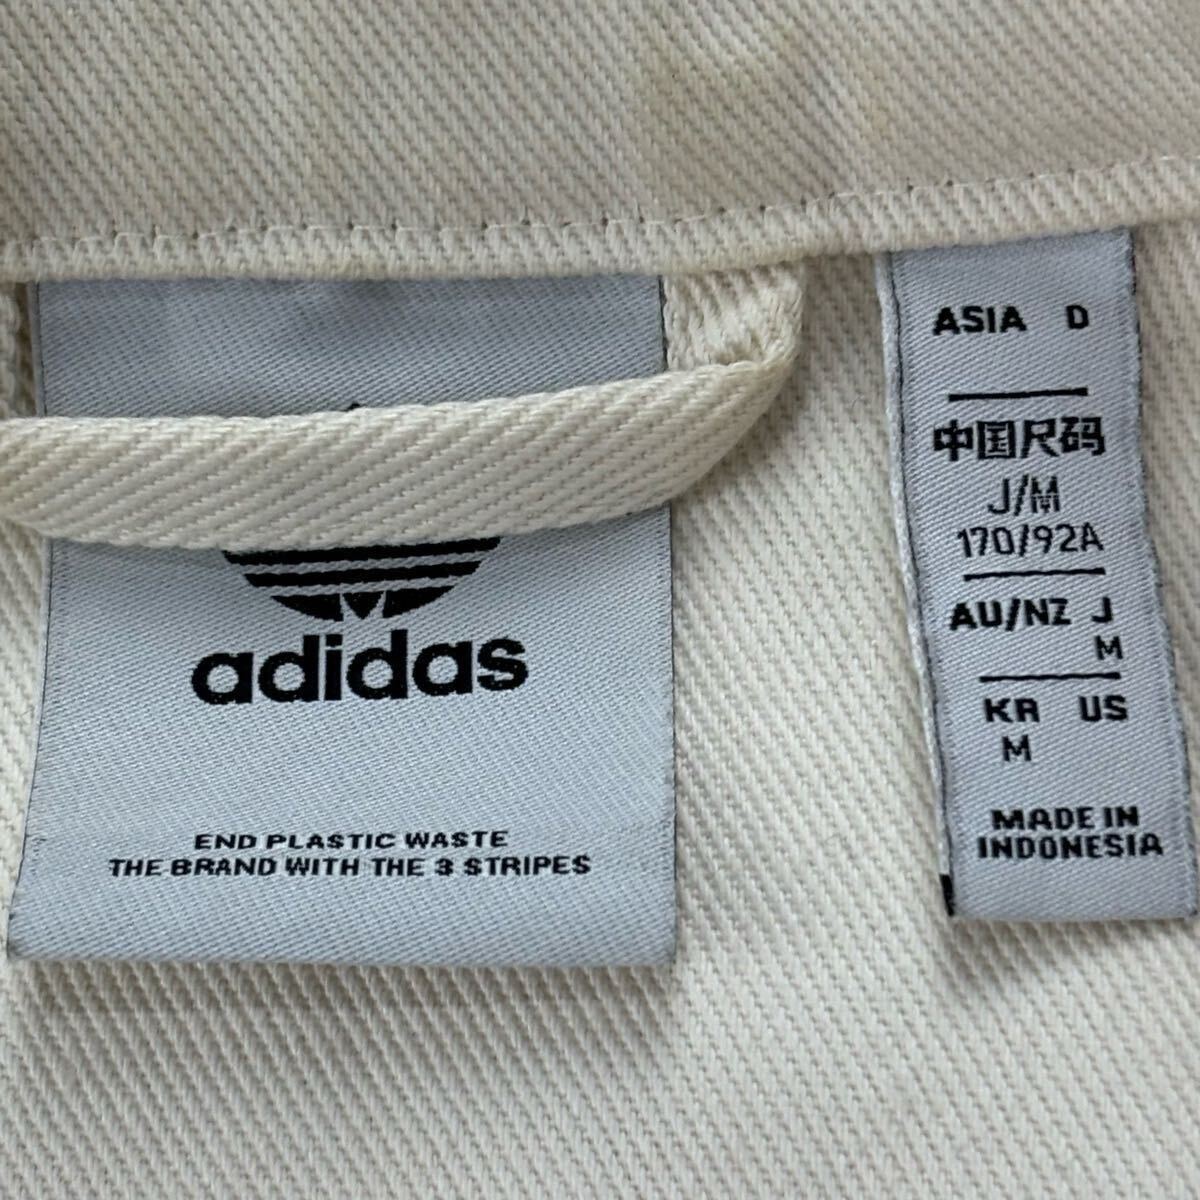 adidas
END PLASTIC WASTE
THE BRAND WITH THE 3 STRIPES
ASIA D
中国尺码
J/M
170/92A
AU/NZ J
M
KR US
M
MADE IN
INDONESIA